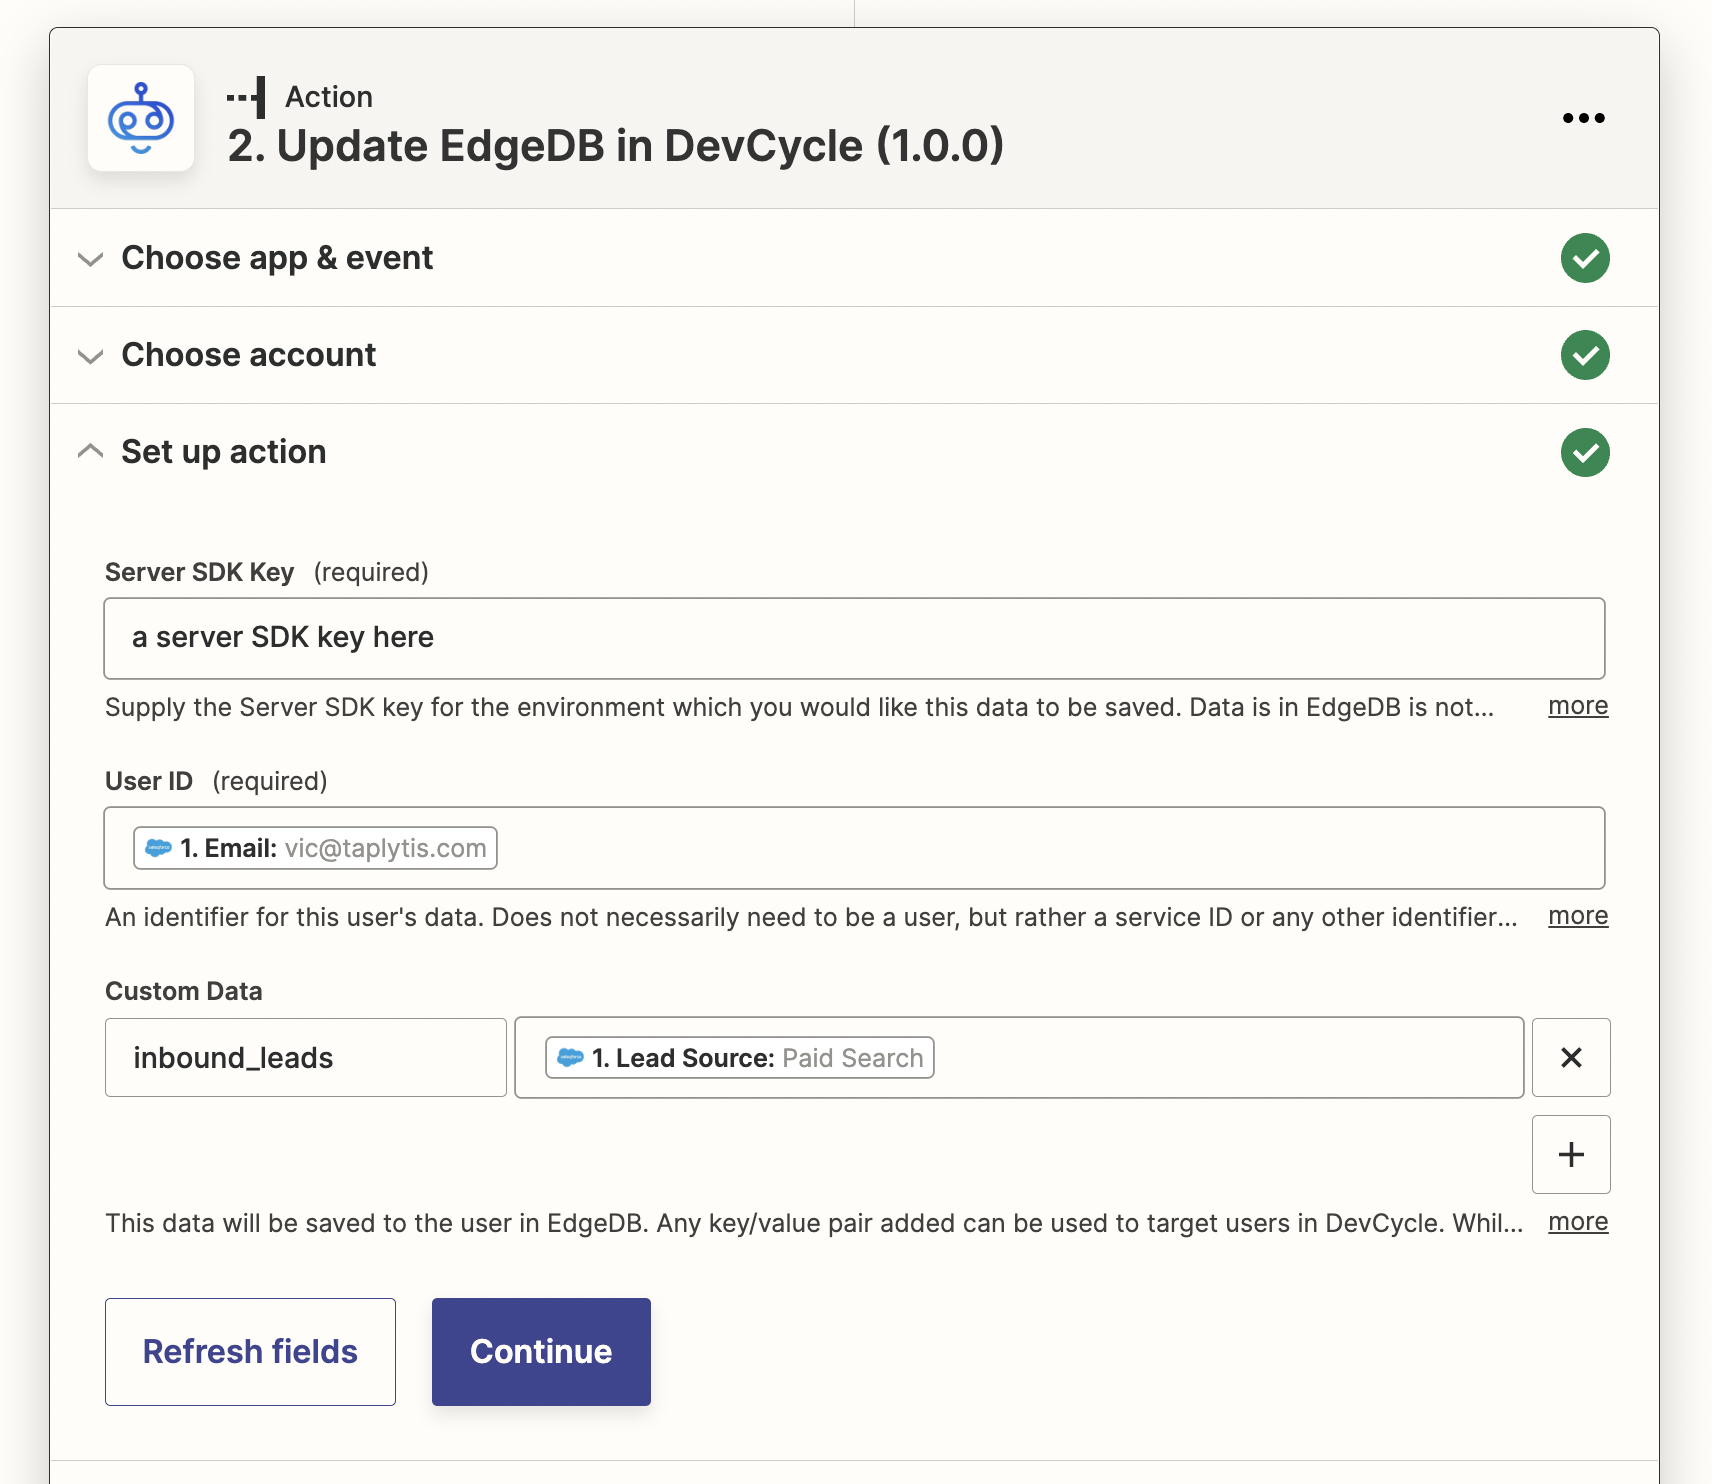 Action
2. Update EdgeDB in DevCycle (1.0.0)
Choose app & event
Choose account
Set up action
Server SDK Key (required)
a server SDK key here
Supply the Server SDK key for the environment which you would like this data to be saved. Data is in EdgeDB is not... more
User ID (required)
1. Email: vic@taplytis.com
An identifier for this user's data. Does not necessarily need to be a user, but rather a service ID or any other identifier... more
Custom Data
inbound_leads 1. Lead Source: Paid Search
This data will be saved to the user in EdgeDB. Any key/value pair added can be used to target users in DevCycle. Whil... more
Refresh fields Continue